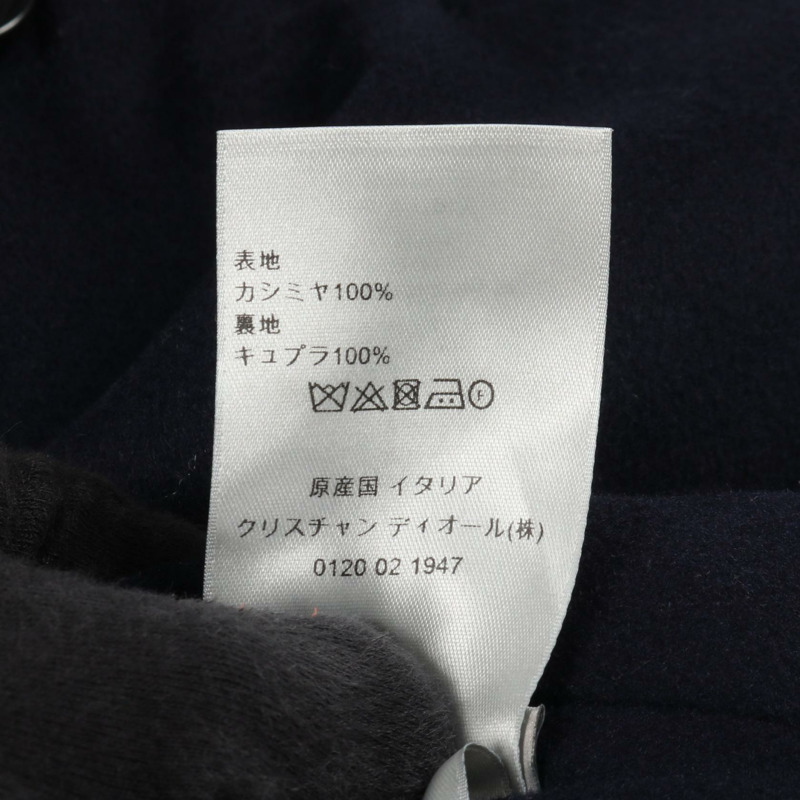 表地
カシミヤ100%
裏地
キュプラ100%
F
原産国 イタリア
クリスチャン ディオール(株)
0120 02 1947